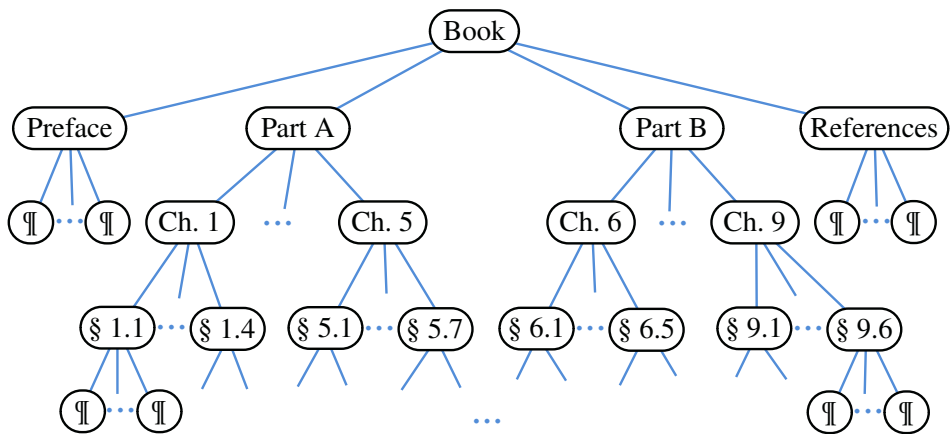 Book
Preface Part A Part B References
¶ ... ¶ Ch. 1 ... Ch. 5 Ch. 6 ... Ch. 9 ¶ ... ¶
§ 1.1 ... § 1.4 § 5.1 ... § 5.7 § 6.1 ... § 6.5 § 9.1 ... § 9.6
¶ ... ¶ ... ¶ ... ¶